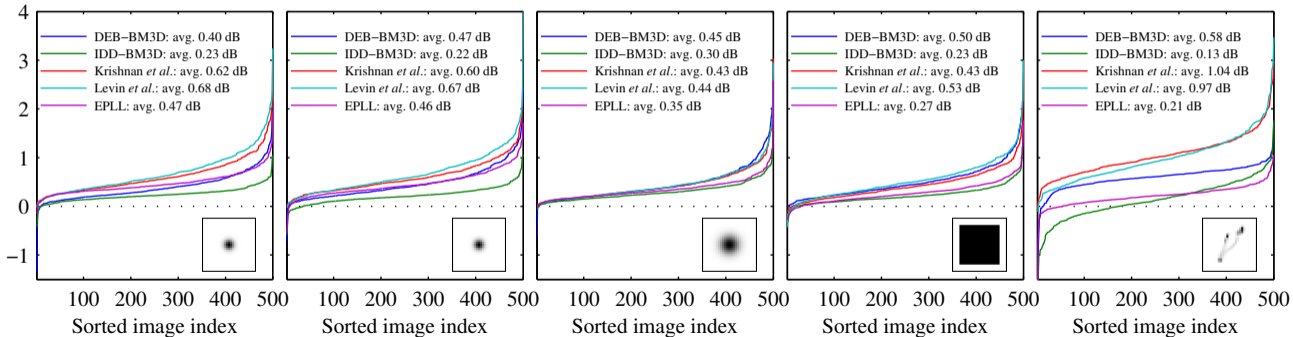 4
3
2
1
0
−1
DEB−BM3D: avg. 0.40 dB
IDD−BM3D: avg. 0.23 dB
Krishnan et al.: avg. 0.62 dB
Levin et al.: avg. 0.68 dB
EPLL: avg. 0.47 dB
100 200 300 400 500
Sorted image index
DEB−BM3D: avg. 0.47 dB
IDD−BM3D: avg. 0.22 dB
Krishnan et al.: avg. 0.60 dB
Levin et al.: avg. 0.67 dB
EPLL: avg. 0.46 dB
100 200 300 400 500
Sorted image index
DEB−BM3D: avg. 0.45 dB
IDD−BM3D: avg. 0.30 dB
Krishnan et al.: avg. 0.43 dB
Levin et al.: avg. 0.44 dB
EPLL: avg. 0.35 dB
100 200 300 400 500
Sorted image index
DEB−BM3D: avg. 0.50 dB
IDD−BM3D: avg. 0.23 dB
Krishnan et al.: avg. 0.43 dB
Levin et al.: avg. 0.53 dB
EPLL: avg. 0.27 dB
100 200 300 400 500
Sorted image index
DEB−BM3D: avg. 0.58 dB
IDD−BM3D: avg. 0.13 dB
Krishnan et al.: avg. 1.04 dB
Levin et al.: avg. 0.97 dB
EPLL: avg. 0.21 dB
100 200 300 400 500
Sorted image index